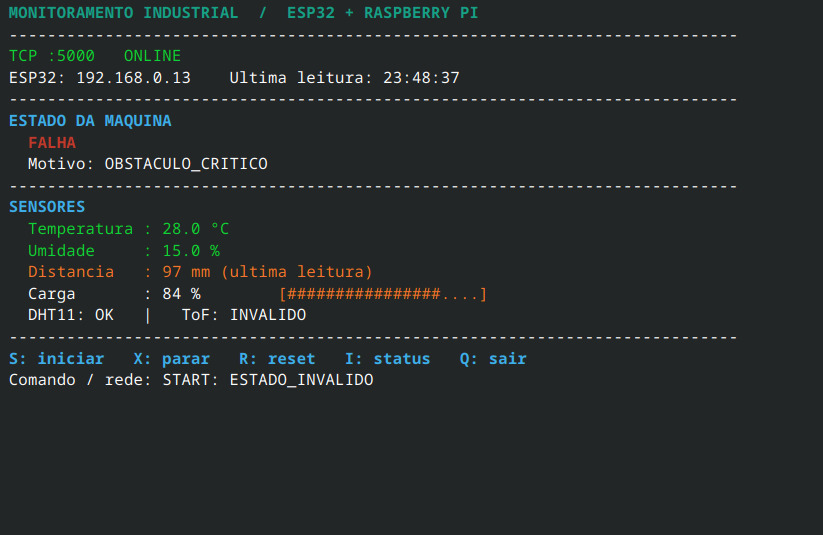 MONITORAMENTO INDUSTRIAL  /  ESP32 + RASPBERRY PI
----------------------------------------------------------------------------
TCP :5000   ONLINE
ESP32: 192.168.0.13    Ultima leitura: 23:48:37
----------------------------------------------------------------------------
ESTADO DA MAQUINA
  FALHA
  Motivo: OBSTACULO_CRITICO
----------------------------------------------------------------------------
SENSORES
  Temperatura : 28.0 °C
  Umidade     : 15.0 %
  Distancia   : 97 mm (ultima leitura)
  Carga       : 84 %        [################....]
  DHT11: OK   |   ToF: INVALIDO
----------------------------------------------------------------------------
S: iniciar   X: parar   R: reset   I: status   Q: sair
Comando / rede: START: ESTADO_INVALIDO